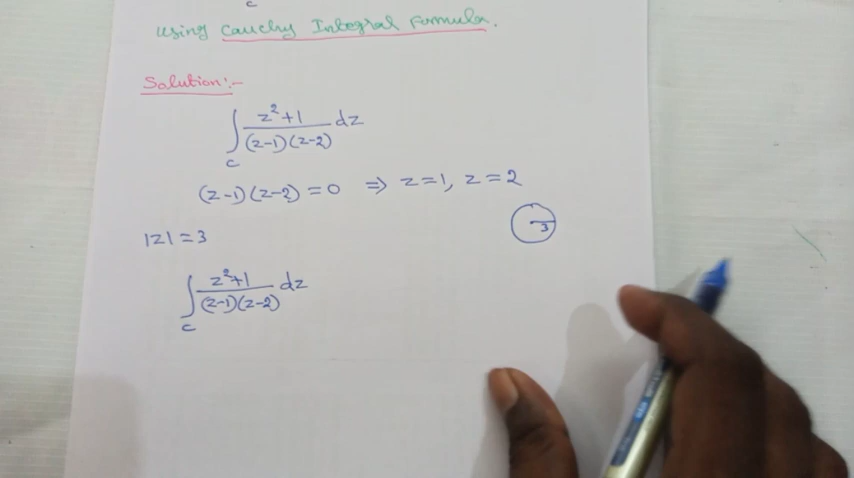 c
Using Cauchy Integral Formula.
Solution:-
∫_c (z²+1)/((z-1)(z-2)) dz
(z-1)(z-2) = 0 ⇒ z=1, z=2
3
|z| = 3
∫_c (z²+1)/((z-1)(z-2)) dz